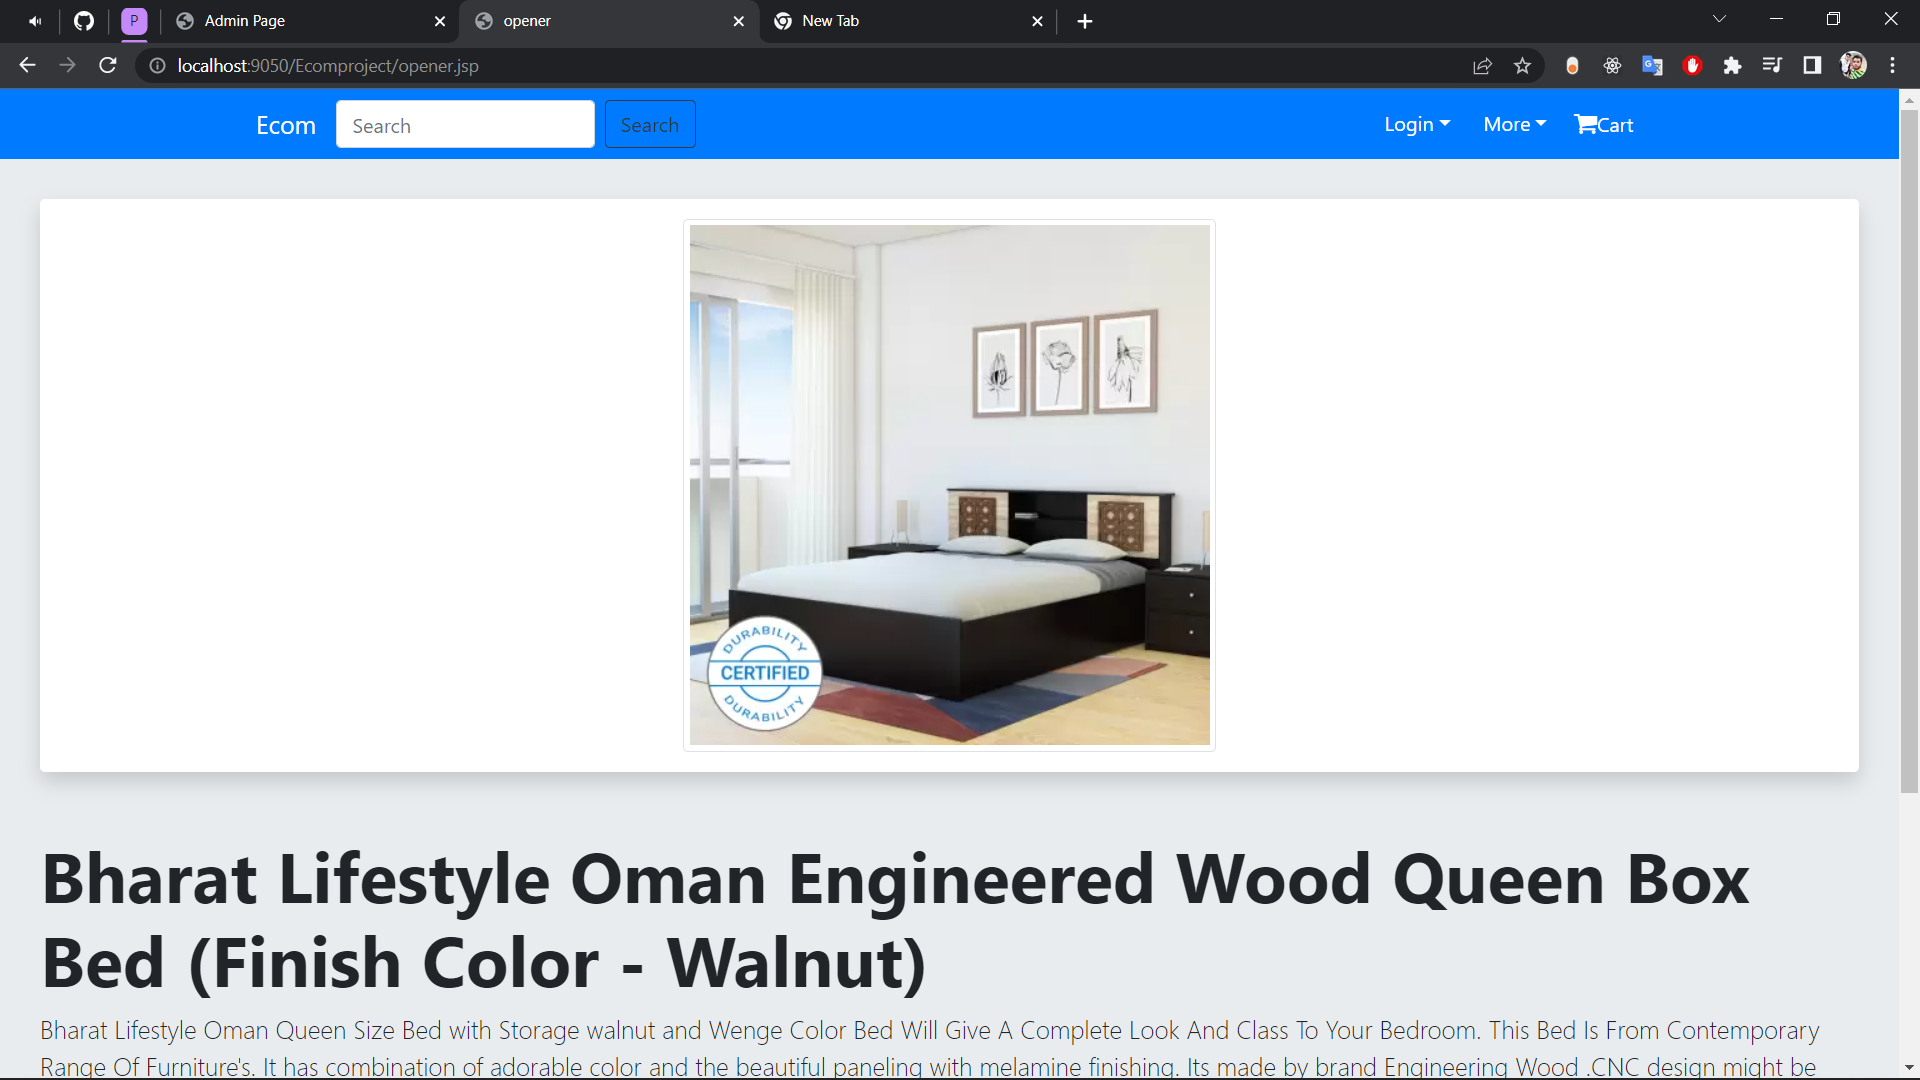 P
Admin Page
opener
New Tab
localhost:9050/Ecomproject/opener.jsp
Ecom
Search
Search
Login
More
Cart
DURABILITY
CERTIFIED
DURABILITY
Bharat Lifestyle Oman Engineered Wood Queen Box
Bed (Finish Color - Walnut)
Bharat Lifestyle Oman Queen Size Bed with Storage walnut and Wenge Color Bed Will Give A Complete Look And Class To Your Bedroom. This Bed Is From Contemporary
Range Of Furniture's. It has combination of adorable color and the beautiful paneling with melamine finishing. Its made by brand Engineering Wood .CNC design might be